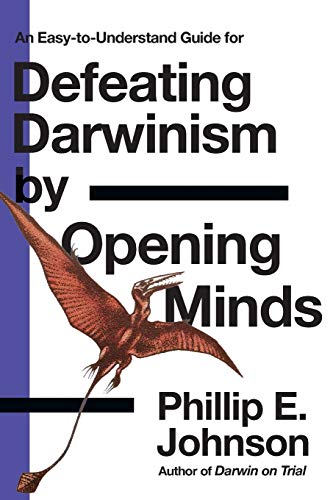 An Easy-to-Understand Guide for
Defeating
Darwinism
by
Opening
Minds
Phillip E.
Johnson
Author of Darwin on Trial